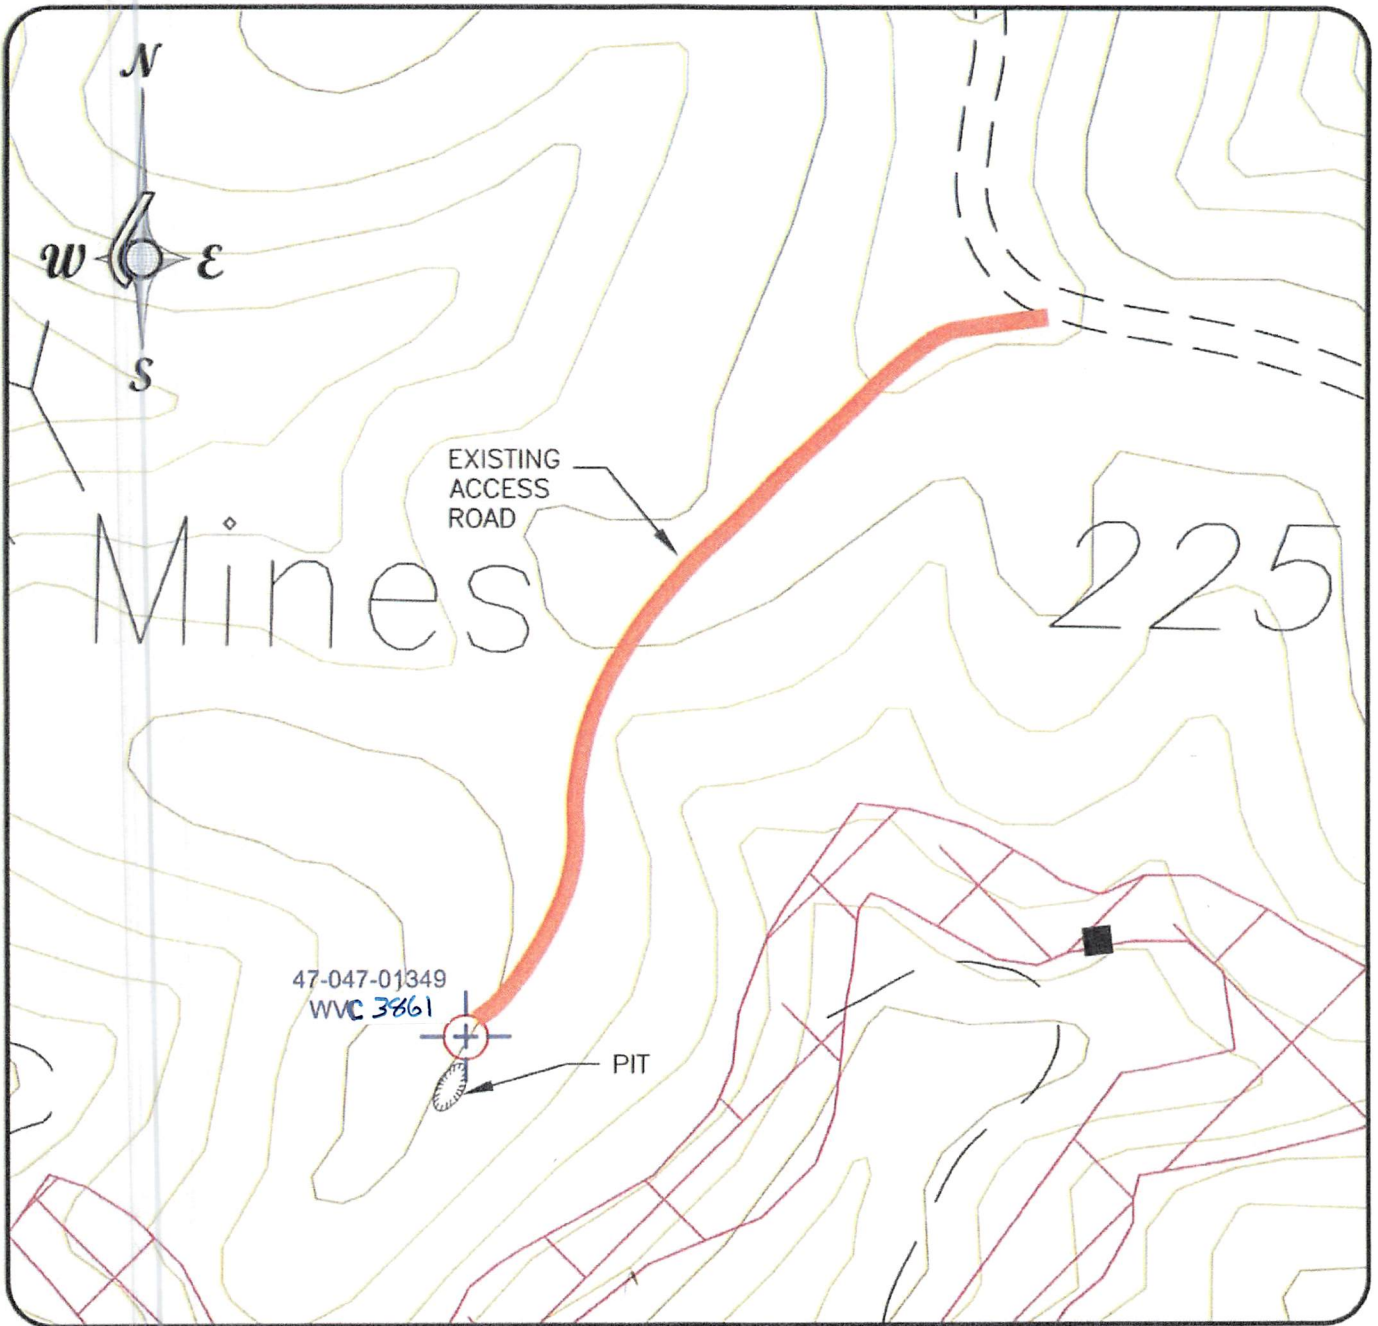 N
W E
S
EXISTING
ACCESS
ROAD
Mines
225
47-047-01349
WVC 3861
PIT